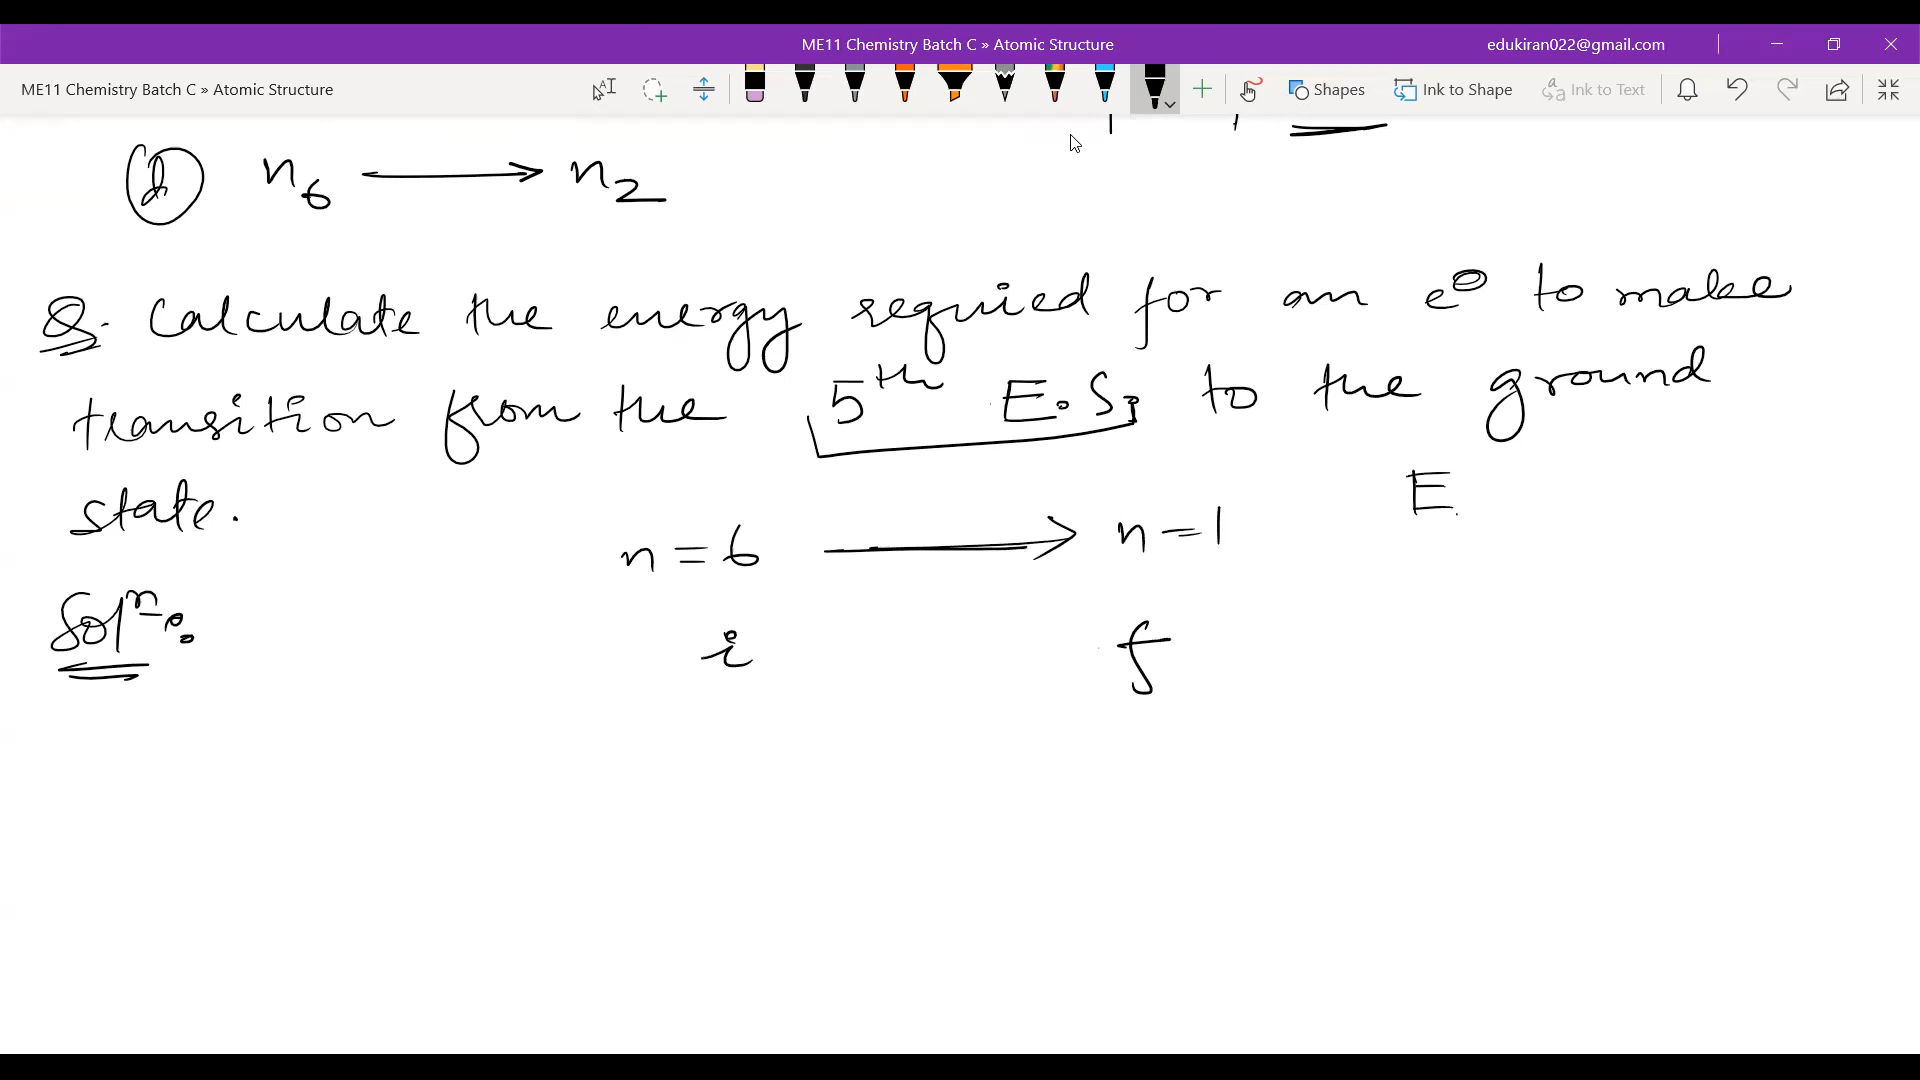 ME11 Chemistry Batch C » Atomic Structure
edukiran022@gmail.com
ME11 Chemistry Batch C » Atomic Structure
Shapes
Ink to Shape
Ink to Text
(d) n₆ ⟶ n₂
Q. Calculate the energy requied for an e⊖ to make
transition from the 5th E.S. to the ground
state.
E
n = 6 ⟶ n = 1
Solⁿ:
i f